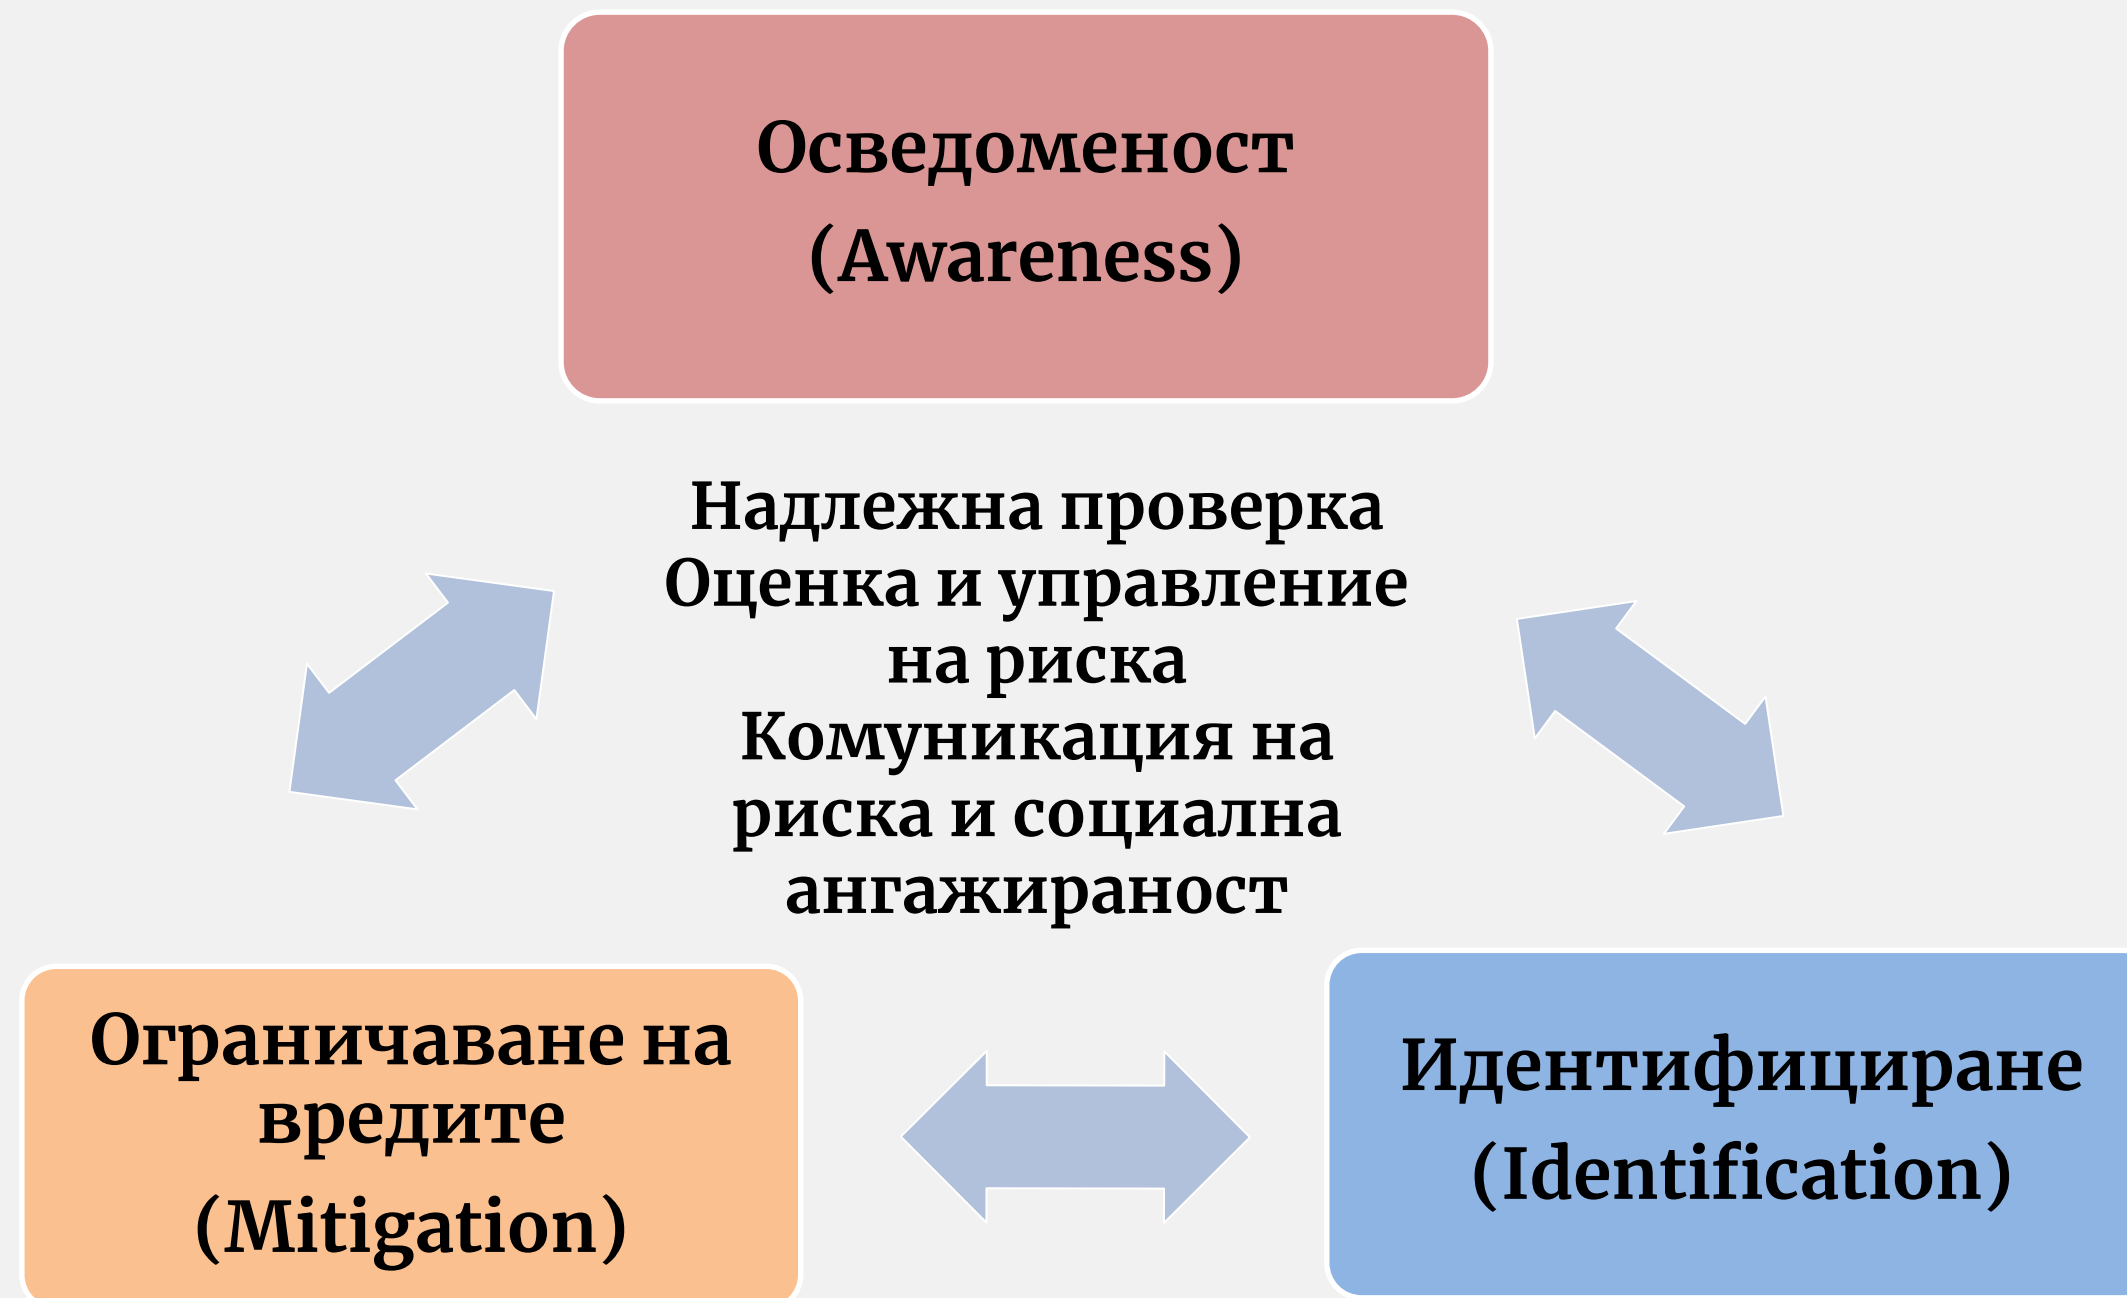 Осведоменост
(Awareness)
Надлежна проверка
Оценка и управление
на риска
Комуникация на
риска и социална
ангажираност
Ограничаване на
вредите
(Mitigation)
Идентифициране
(Identification)